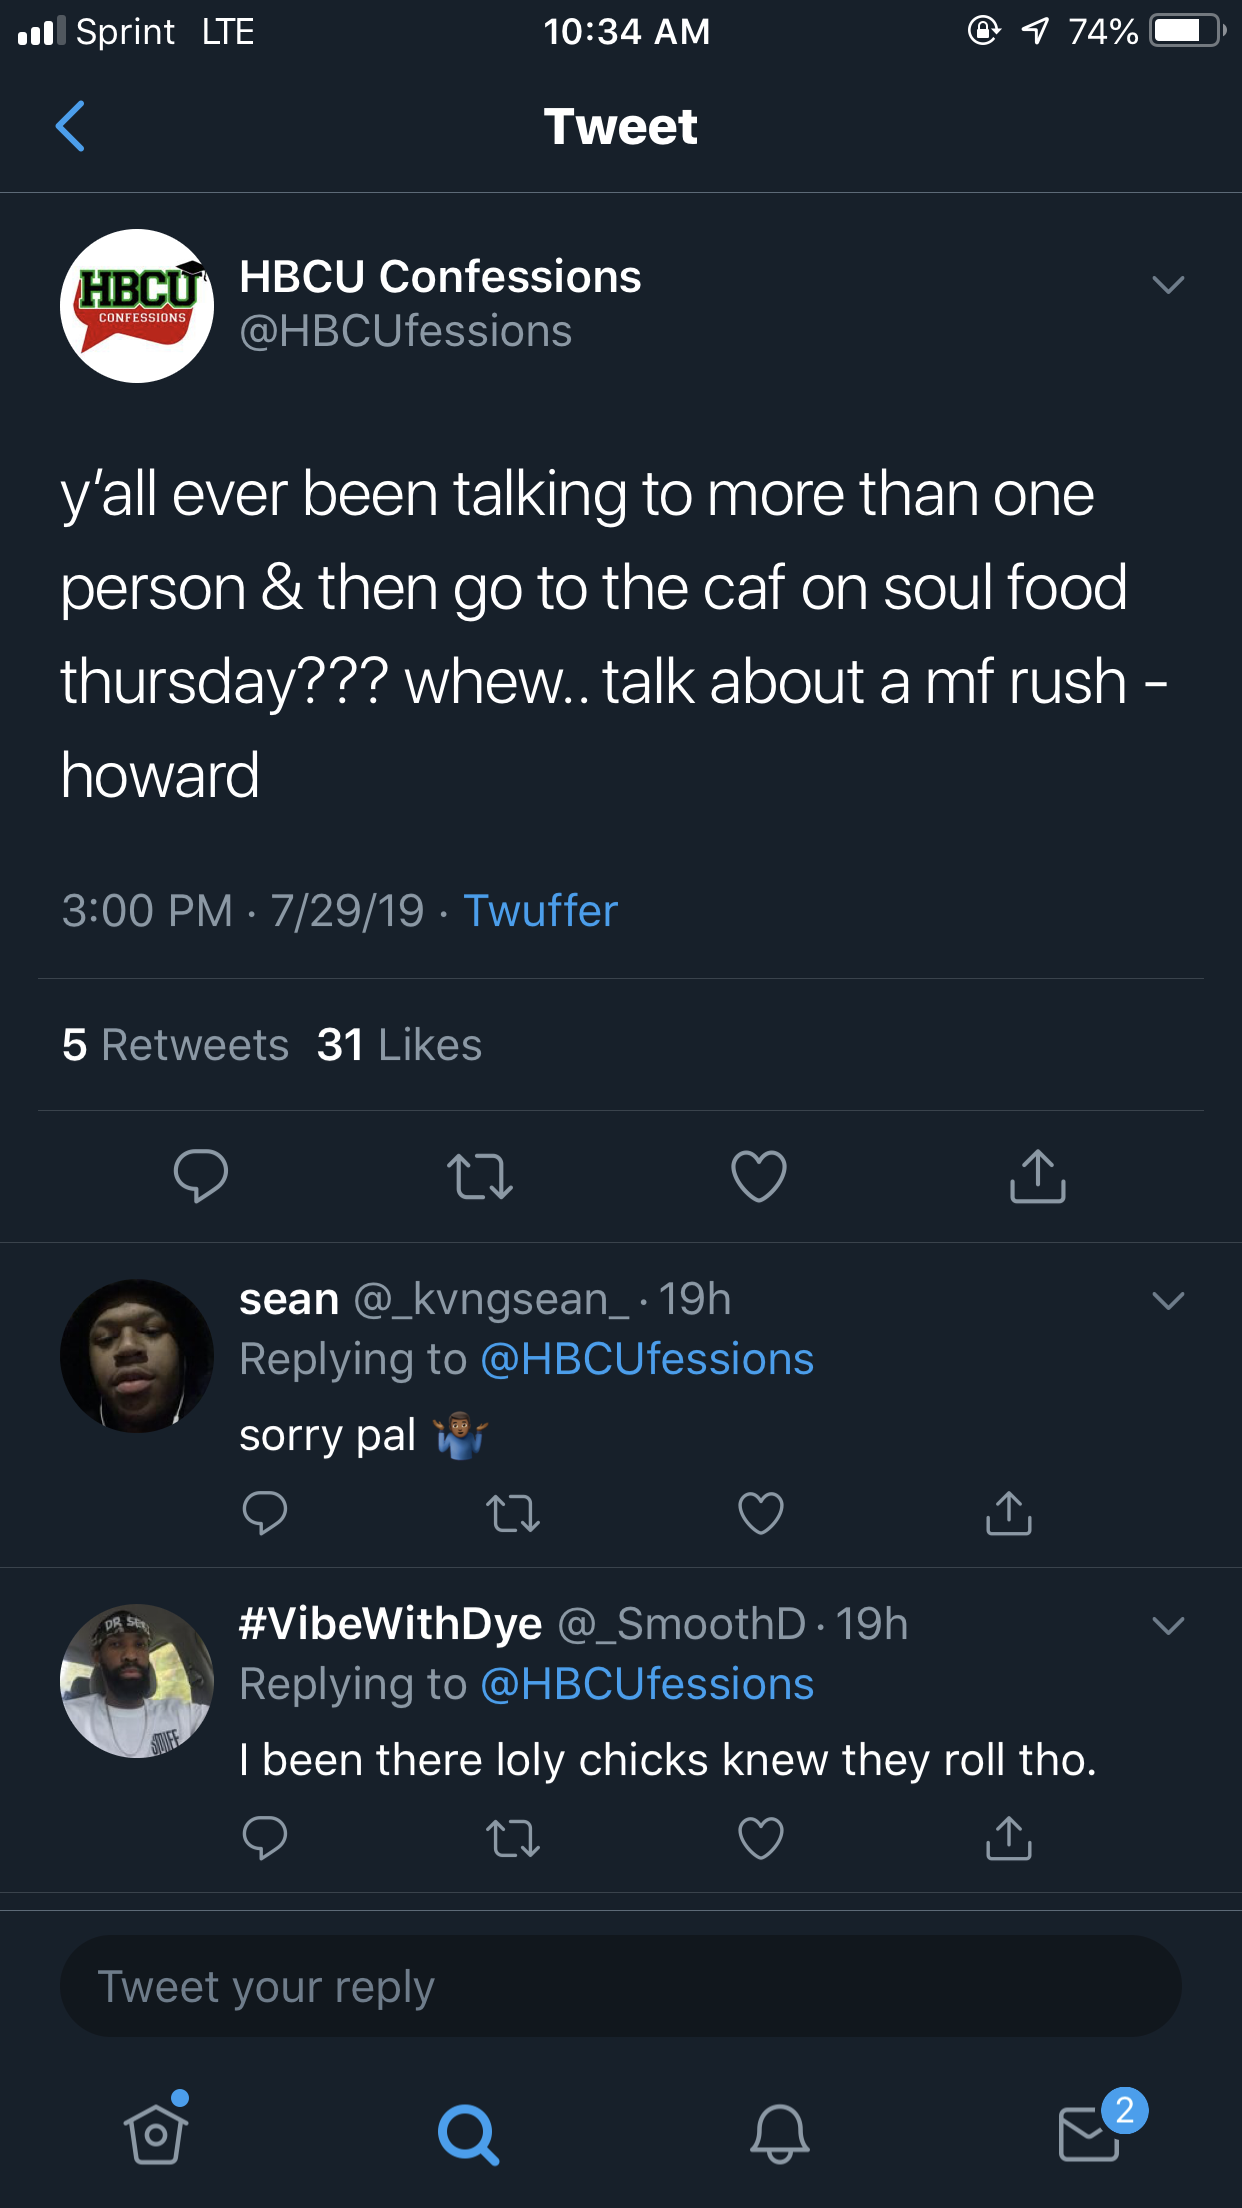 Sprint LTE 10:34 AM 74%
Tweet
HBCU
CONFESSIONS
HBCU Confessions
@HBCUfessions
y’all ever been talking to more than one
person & then go to the caf on soul food
thursday??? whew.. talk about a mf rush -
howard
3:00 PM · 7/29/19 · Twuffer
5 Retweets 31 Likes
sean @_kvngsean_ · 19h
Replying to @HBCUfessions
sorry pal 🤷🏾‍♂️
#VibeWithDye @_SmoothD · 19h
Replying to @HBCUfessions
I been there loly chicks knew they roll tho.
Tweet your reply
2